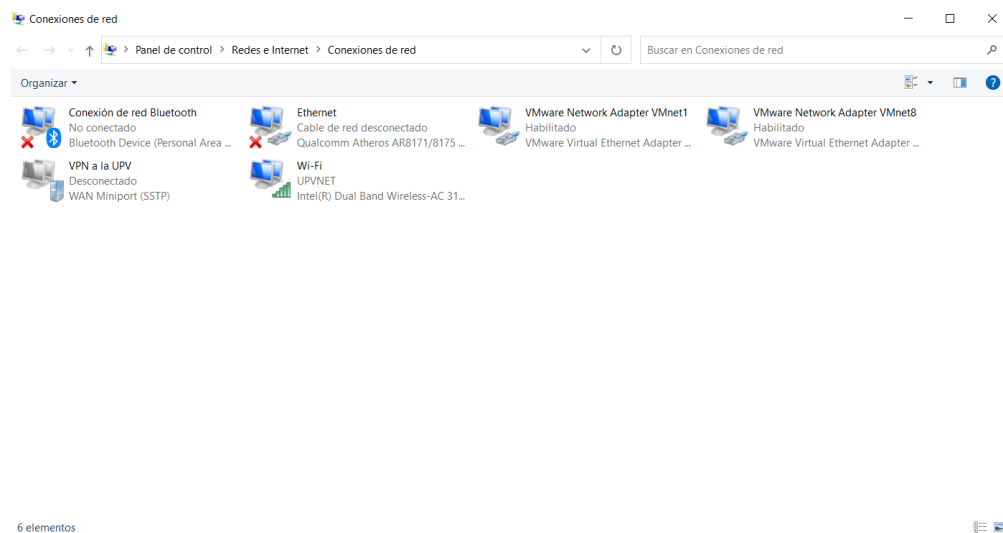 Conexiones de red
Panel de control > Redes e Internet > Conexiones de red
Buscar en Conexiones de red
Organizar
Conexión de red Bluetooth
No conectado
Bluetooth Device (Personal Area ...
Ethernet
Cable de red desconectado
Qualcomm Atheros AR8171/8175 ...
VMware Network Adapter VMnet1
Habilitado
VMware Virtual Ethernet Adapter ...
VMware Network Adapter VMnet8
Habilitado
VMware Virtual Ethernet Adapter ...
VPN a la UPV
Desconectado
WAN Miniport (SSTP)
Wi-Fi
UPVNET
Intel(R) Dual Band Wireless-AC 31...
6 elementos